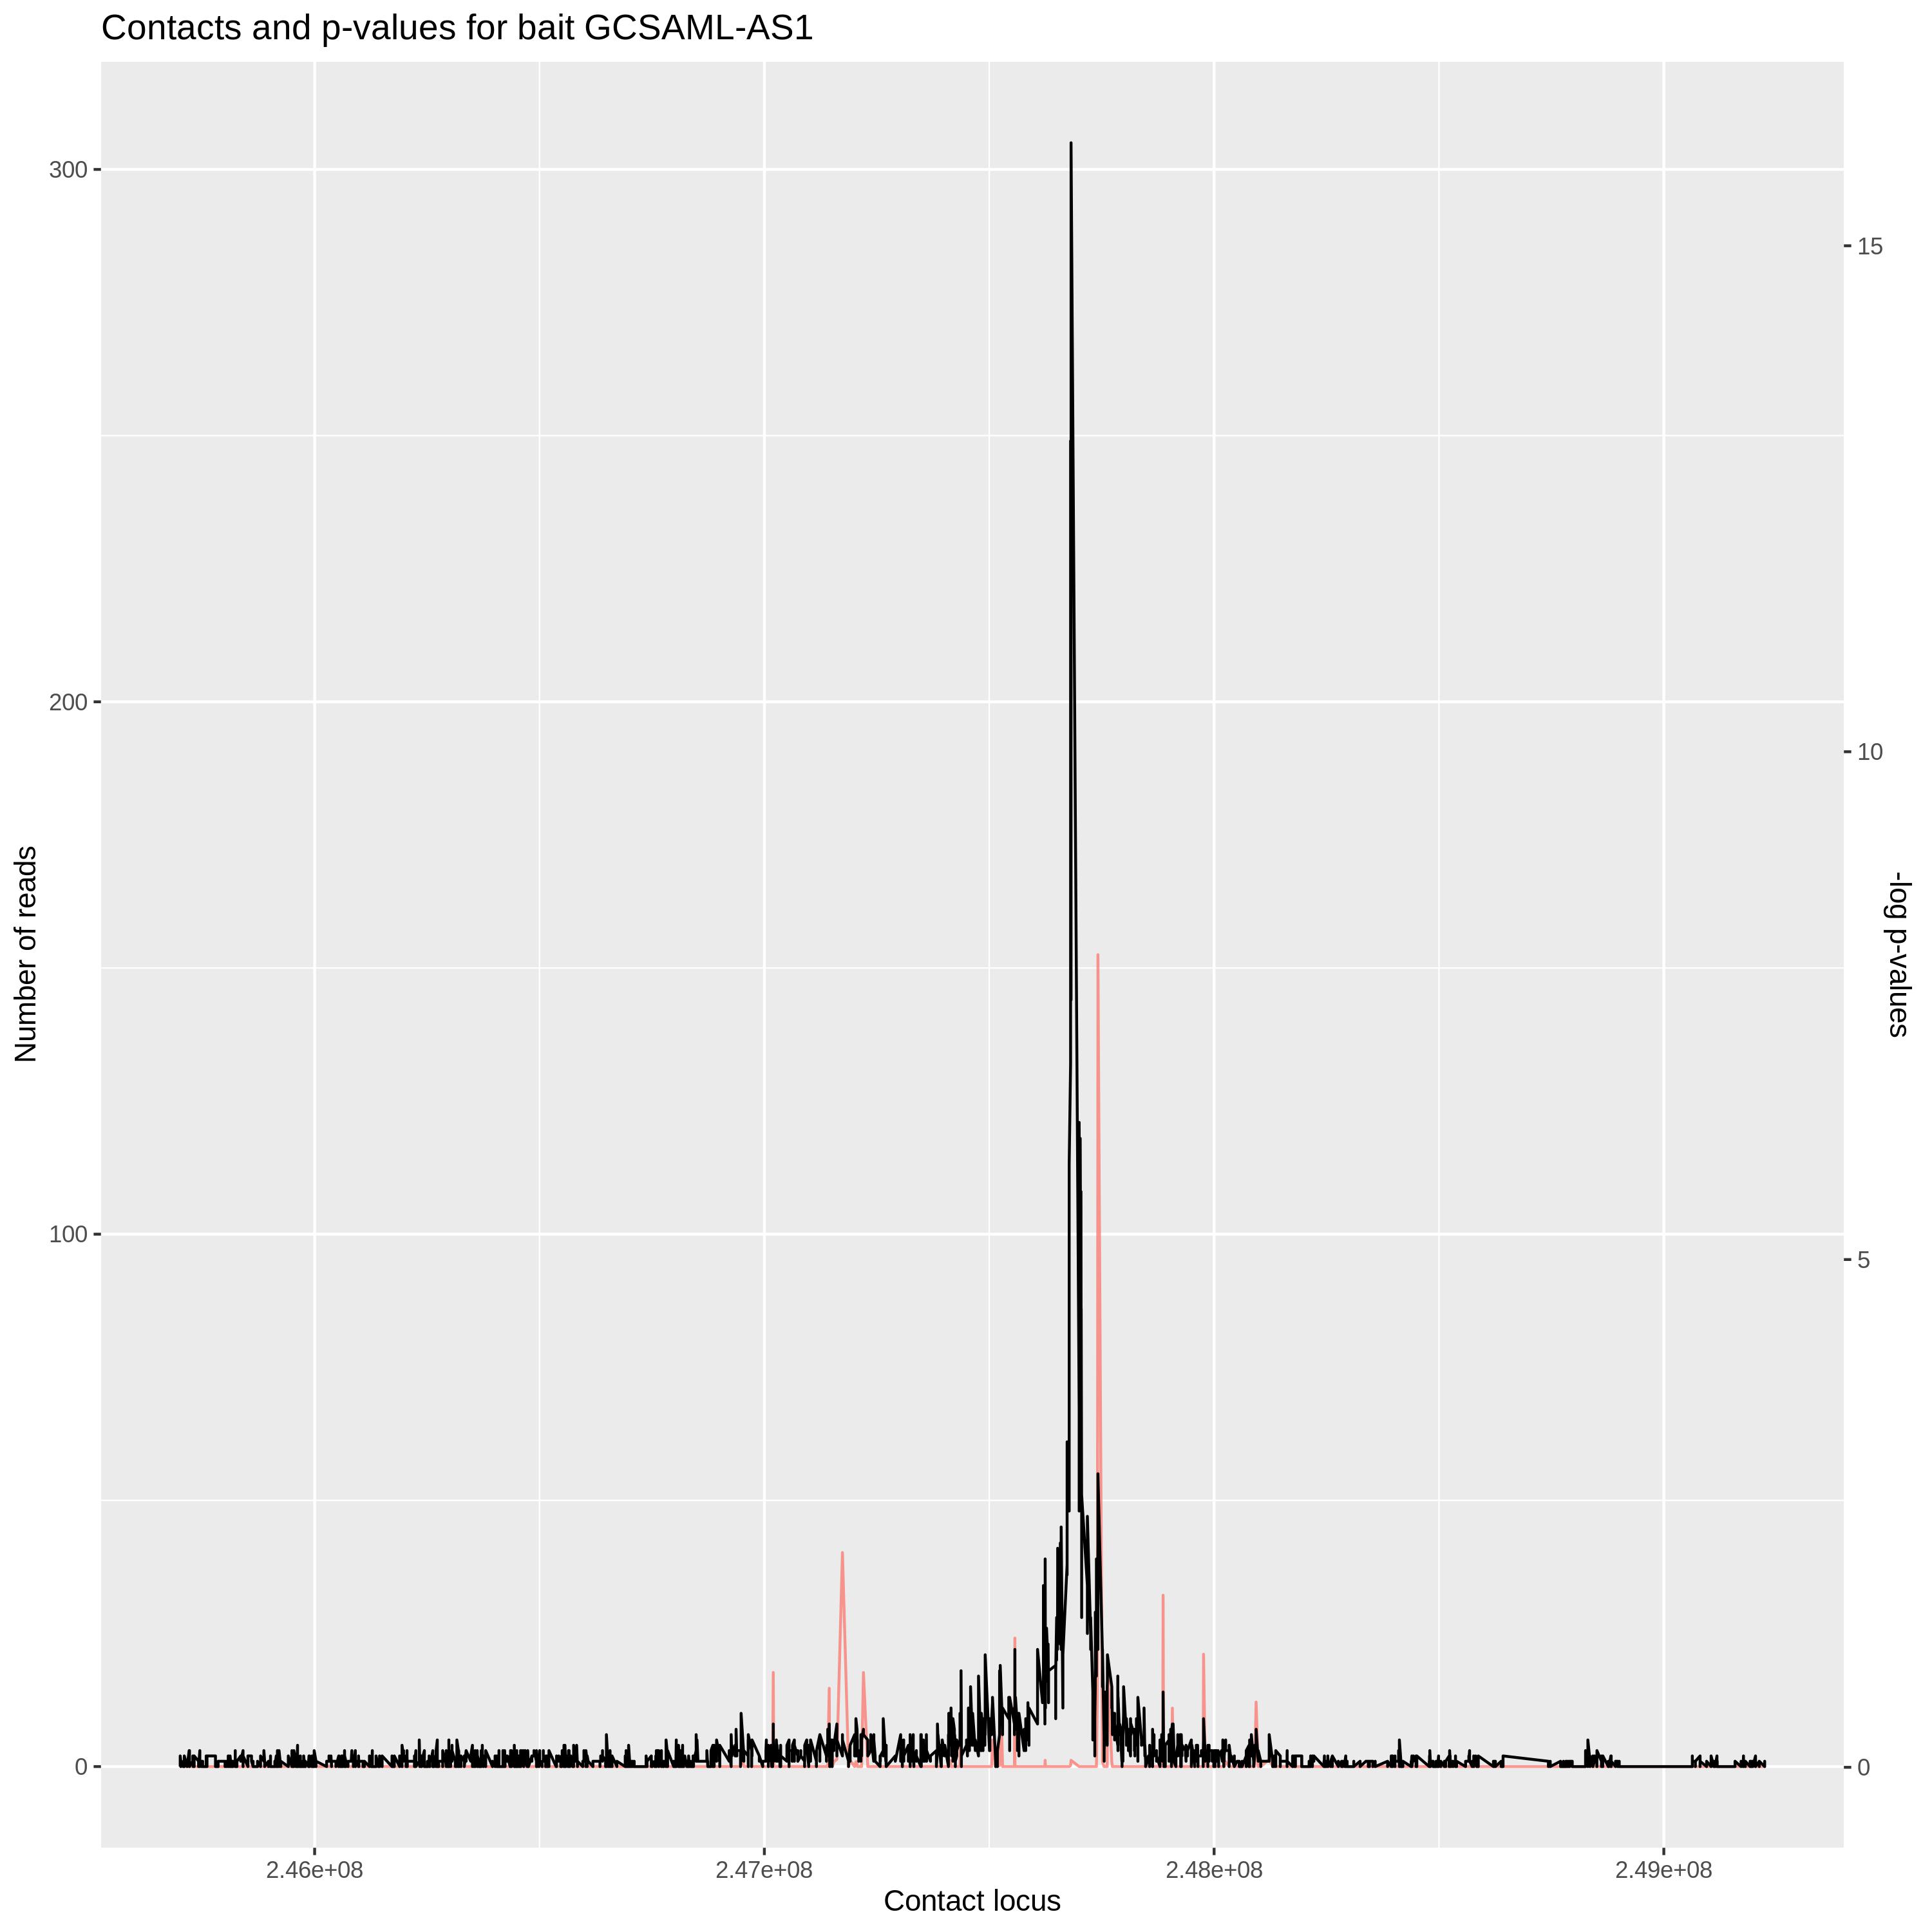 Contacts and p-values for bait GCSAML-AS1
300
200
100
0
15
10
5
0
Number of reads
-log p-values
2.46e+08 2.47e+08 2.48e+08 2.49e+08
Contact locus